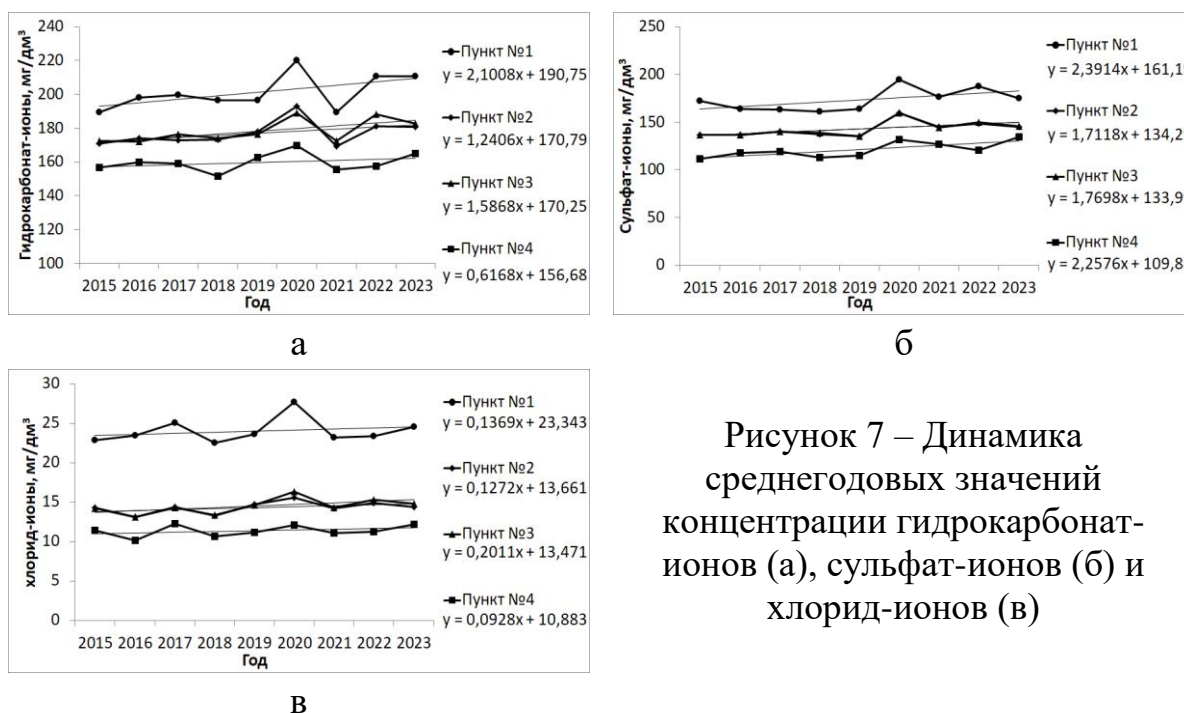 Гидрокарбонат-ионы, мг/дм³
240
220
200
180
160
140
120
100
2015 2016 2017 2018 2019 2020 2021 2022 2023
Год
Пункт №1
y = 2,1008x + 190,75
Пункт №2
y = 1,2406x + 170,79
Пункт №3
y = 1,5868x + 170,25
Пункт №4
y = 0,6168x + 156,68
а
Сульфат-ионы, мг/дм³
250
200
150
100
50
0
2015 2016 2017 2018 2019 2020 2021 2022 2023
Год
Пункт №1
y = 2,3914x + 161,1
Пункт №2
y = 1,7118x + 134,2
Пункт №3
y = 1,7698x + 133,9
Пункт №4
y = 2,2576x + 109,8
б
хлорид-ионы, мг/дм³
30
25
20
15
10
5
0
2015 2016 2017 2018 2019 2020 2021 2022 2023
Год
Пункт №1
y = 0,1369x + 23,343
Пункт №2
y = 0,1272x + 13,661
Пункт №3
y = 0,2011x + 13,471
Пункт №4
y = 0,0928x + 10,883
в
Рисунок 7 – Динамика
среднегодовых значений
концентрации гидрокарбонат-
ионов (а), сульфат-ионов (б) и
хлорид-ионов (в)